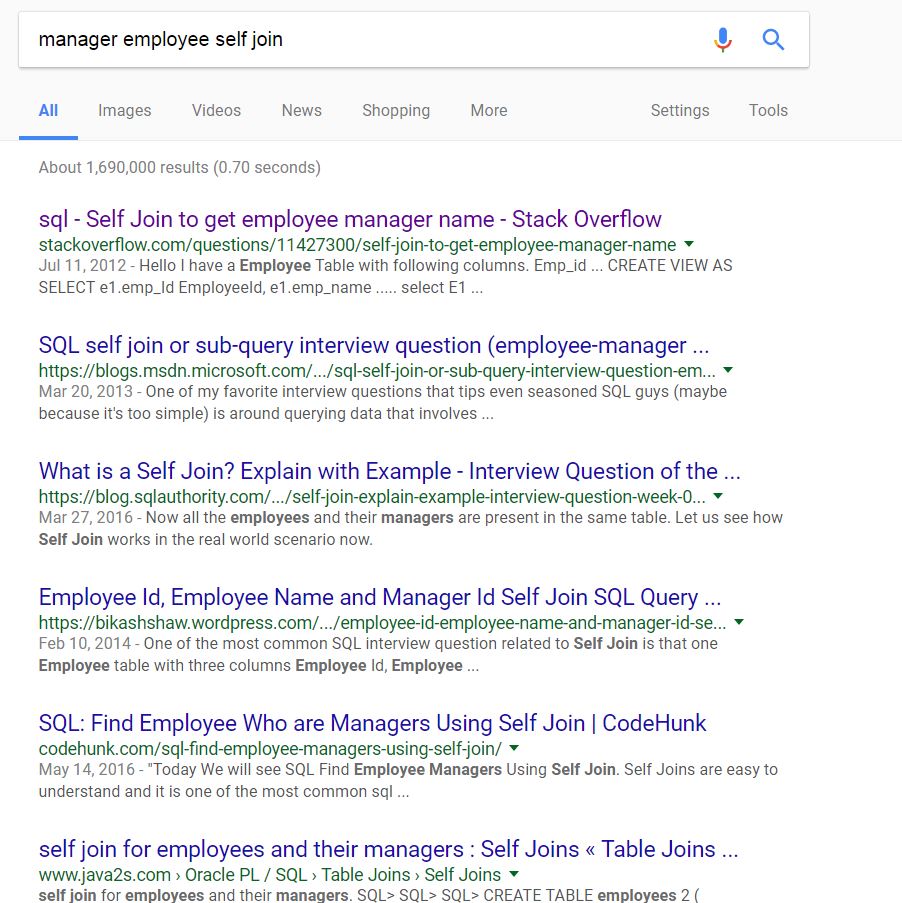 manager employee self join
All Images Videos News Shopping More Settings Tools
About 1,690,000 results (0.70 seconds)
sql - Self Join to get employee manager name - Stack Overflow
stackoverflow.com/questions/11427300/self-join-to-get-employee-manager-name
Jul 11, 2012 - Hello I have a Employee Table with following columns. Emp_id ... CREATE VIEW AS
SELECT e1.emp_Id EmployeeId, e1.emp_name ..... select E1 ...
SQL self join or sub-query interview question (employee-manager ...
https://blogs.msdn.microsoft.com/.../sql-self-join-or-sub-query-interview-question-em...
Mar 20, 2013 - One of my favorite interview questions that tips even seasoned SQL guys (maybe
because it's too simple) is around querying data that involves ...
What is a Self Join? Explain with Example - Interview Question of the ...
https://blog.sqlauthority.com/.../self-join-explain-example-interview-question-week-0...
Mar 27, 2016 - Now all the employees and their managers are present in the same table. Let us see how
Self Join works in the real world scenario now.
Employee Id, Employee Name and Manager Id Self Join SQL Query ...
https://bikashshaw.wordpress.com/.../employee-id-employee-name-and-manager-id-se...
Feb 10, 2014 - One of the most common SQL interview question related to Self Join is that one
Employee table with three columns Employee Id, Employee ...
SQL: Find Employee Who are Managers Using Self Join | CodeHunk
codehunk.com/sql-find-employee-managers-using-self-join/
May 14, 2016 - "Today We will see SQL Find Employee Managers Using Self Join. Self Joins are easy to
understand and it is one of the most common sql ...
self join for employees and their managers : Self Joins « Table Joins ...
www.java2s.com › Oracle PL / SQL › Table Joins › Self Joins
self join for employees and their managers. SQL> SQL> SQL> CREATE TABLE employees 2 (